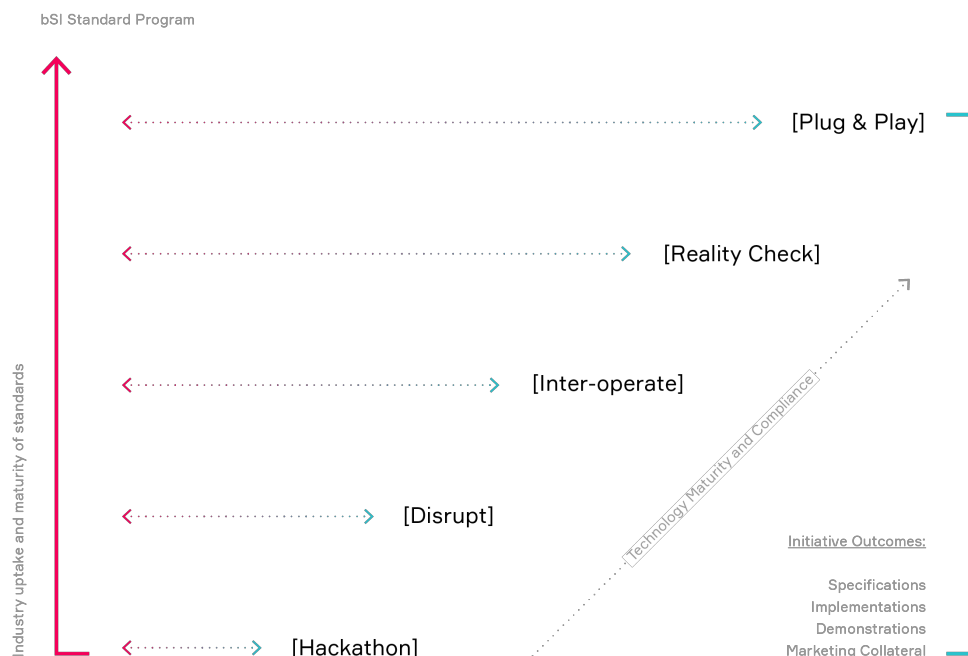 bSI Standard Program
[Plug & Play]
[Reality Check]
[Inter-operate]
[Disrupt]
[Hackathon]
Industry uptake and maturity of standards
Technology Maturity and Compliance
Initiative Outcomes:
Specifications
Implementations
Demonstrations
Marketing Collateral